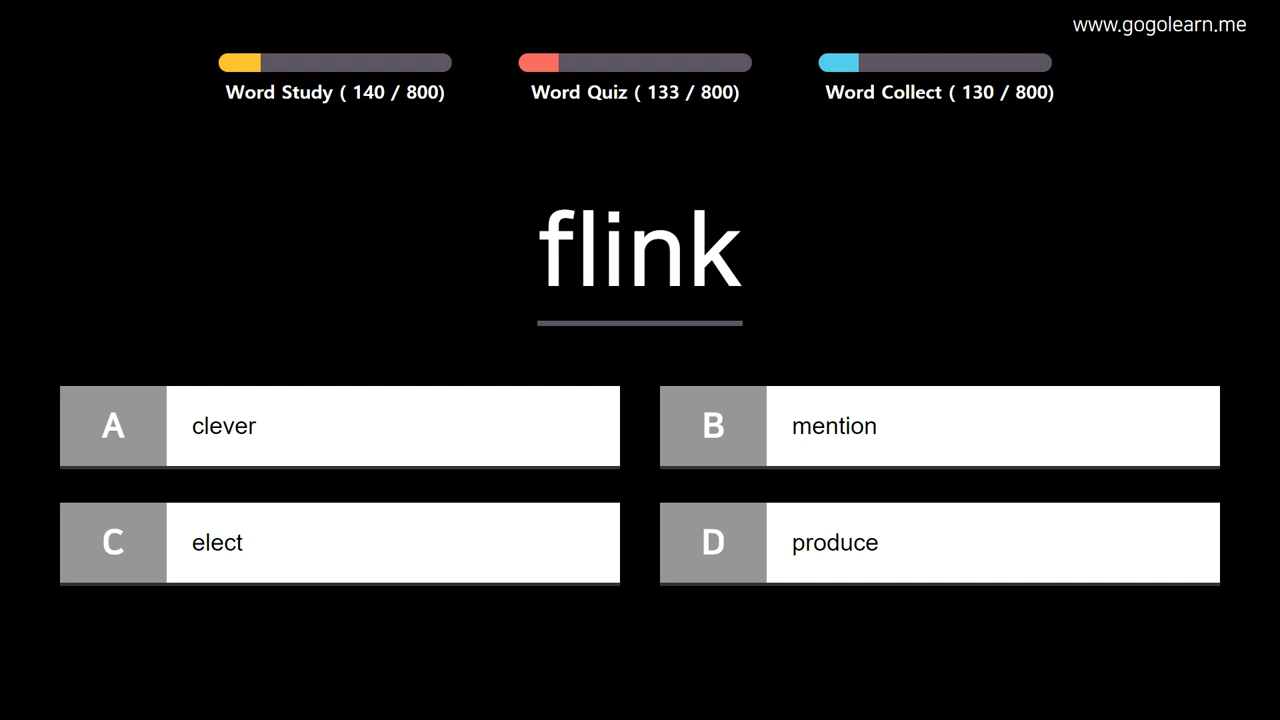 www.gogolearn.me
Word Study ( 140 / 800)
Word Quiz ( 133 / 800)
Word Collect ( 130 / 800)
flink
A clever
B mention
C elect
D produce